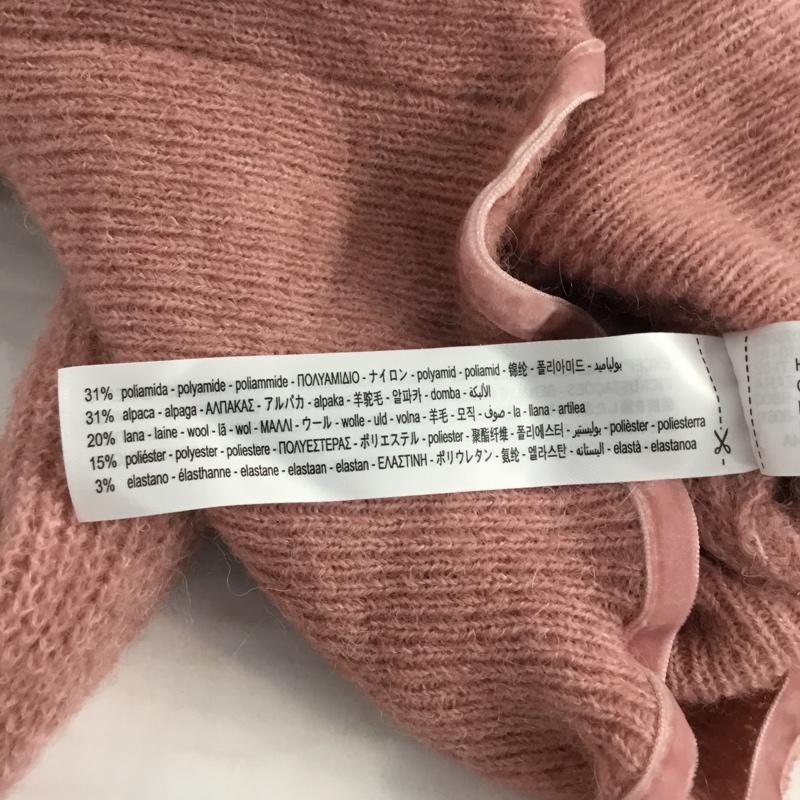 31% poliamida - polyamide - poliammide - ΠΟΛΥΑΜΙΔΙΟ - ナイロン - polyamid - poliamid - 锦纶 - 폴리아미드 - بولياميد
31% alpaca - alpaga - ΑΛΠΑΚΑΣ - アルパカ - alpaka - 羊驼毛 - 알파카 - domba - الأليكة
20% lana - laine - wool - lã - wol - ΜΑΛΛΙ - ウール - wolle - uld - volna - 羊毛 - 모직 - صوف - la - llana - artilea
15% poliéster - polyester - poliestere - ΠΟΛΥΕΣΤΕΡΑΣ - ポリエステル - poliester - 聚酯纤维 - 폴리에스터 - بوليستير - polièster - poliesterra
3% elastano - élasthanne - elastane - elastaan - elastan - ΕΛΑΣΤΙΝΗ - ポリウレタン - 氨纶 - 엘라스탄 - اليستانه - elastà - elastanoa